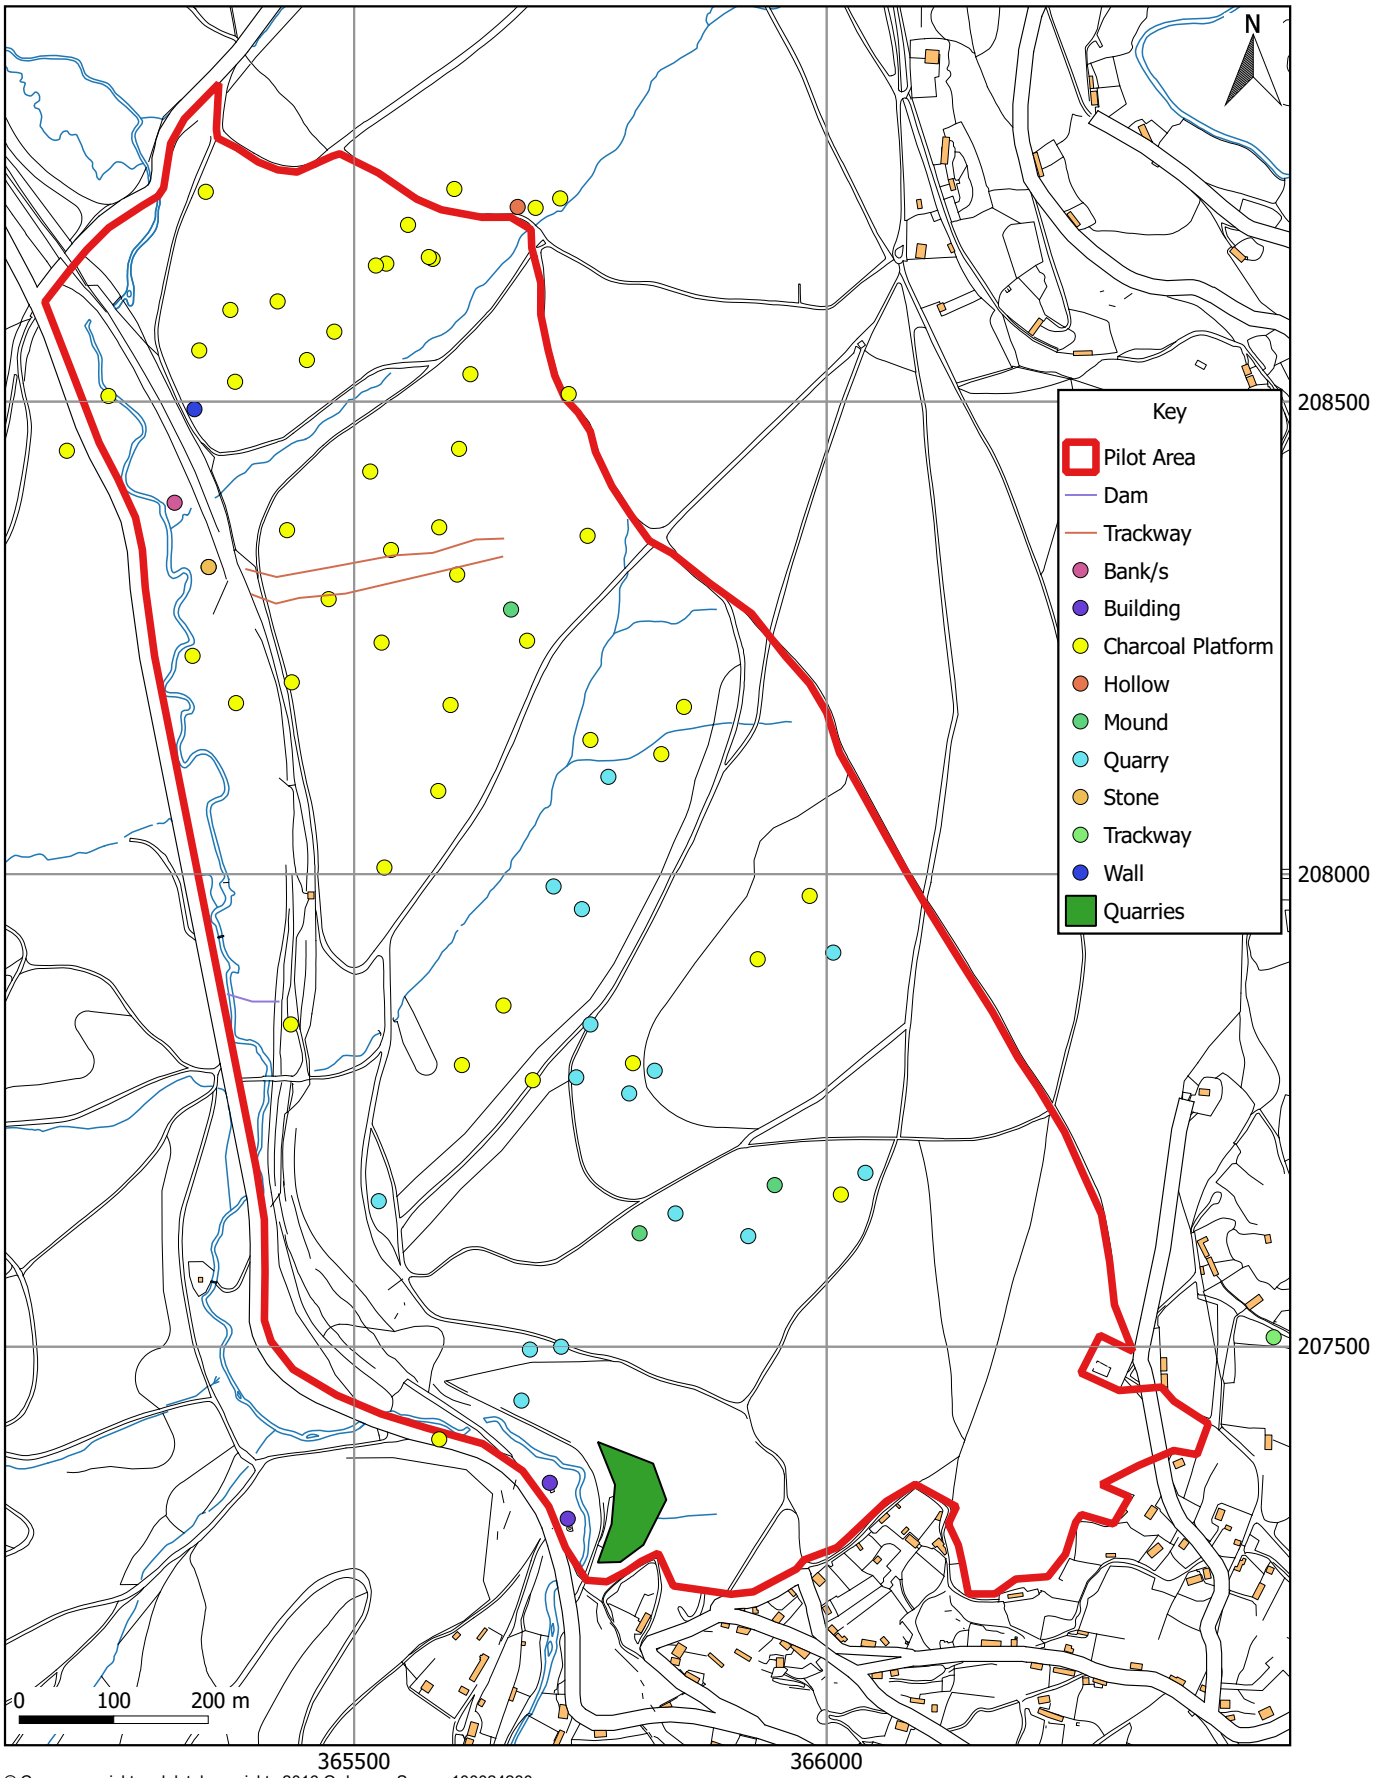 N
208500
Key
Pilot Area
Dam
Trackway
Bank/s
Building
Charcoal Platform
Hollow
Mound
Quarry
Stone
Trackway
Wall
Quarries
208000
207500
0 100 200 m
365500 366000